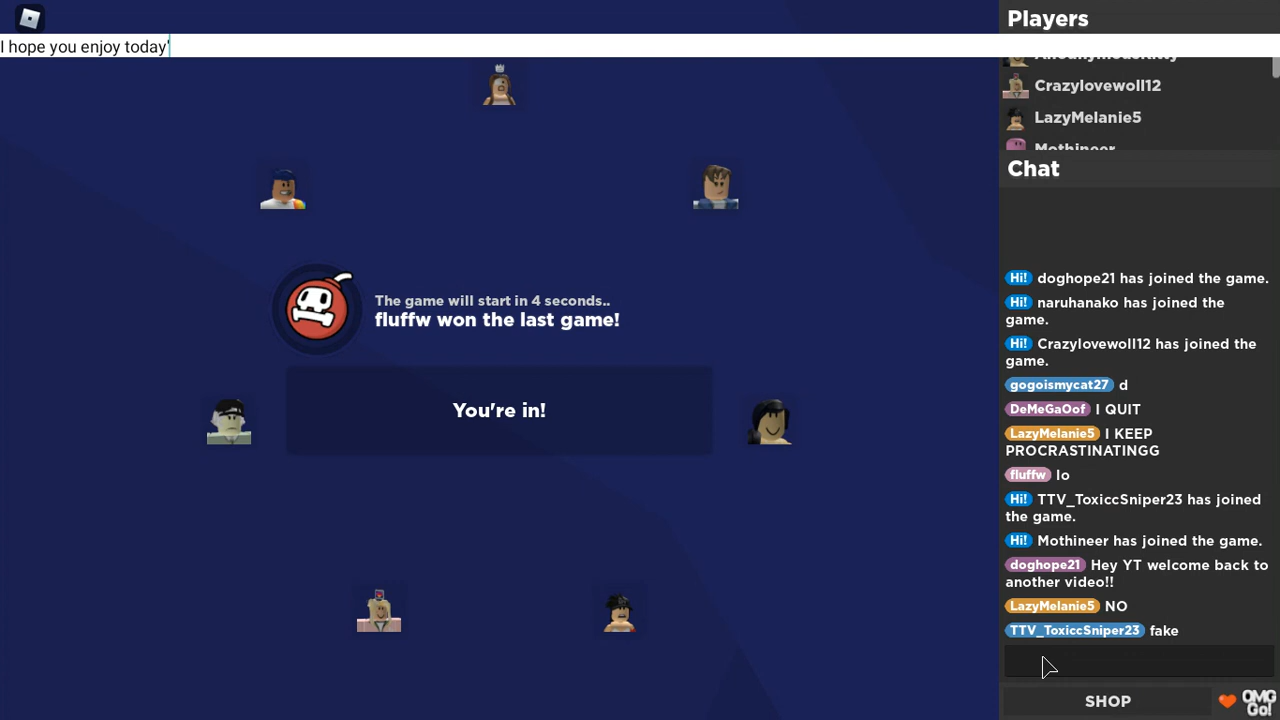 I hope you enjoy today'
Players
Crazylovewoll12
LazyMelanie5
Mothineer
Chat
Hi! doghope21 has joined the game.
Hi! naruhanako has joined the
game.
Hi! Crazylovewoll12 has joined the
game.
gogoismycat27 d
DeMeGaOof I QUIT
LazyMelanie5 I KEEP
PROCRASTINATINGG
fluffw lo
Hi! TTV_ToxiccSniper23 has joined
the game.
Hi! Mothineer has joined the game.
doghope21 Hey YT welcome back to
another video!!
LazyMelanie5 NO
TTV_ToxiccSniper23 fake
The game will start in 4 seconds..
fluffw won the last game!
You're in!
SHOP
OMG
Go!